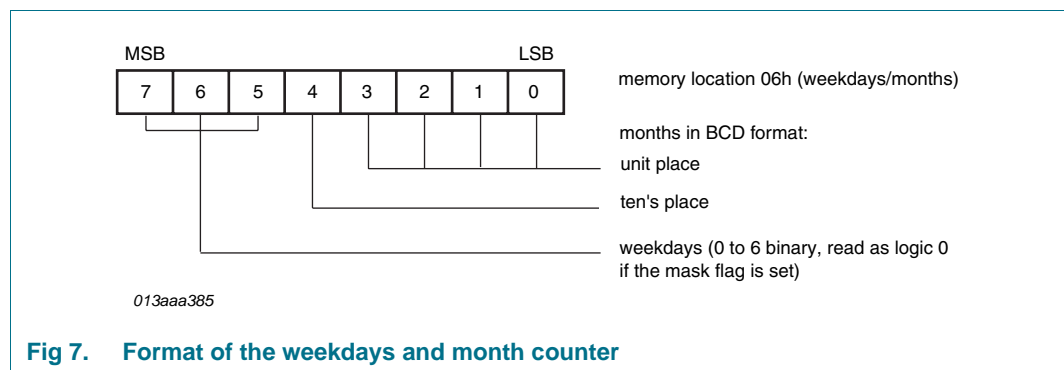 MSB LSB
7 6 5 4 3 2 1 0
memory location 06h (weekdays/months)
months in BCD format:
unit place
ten's place
weekdays (0 to 6 binary, read as logic 0
if the mask flag is set)
013aaa385
Fig 7. Format of the weekdays and month counter